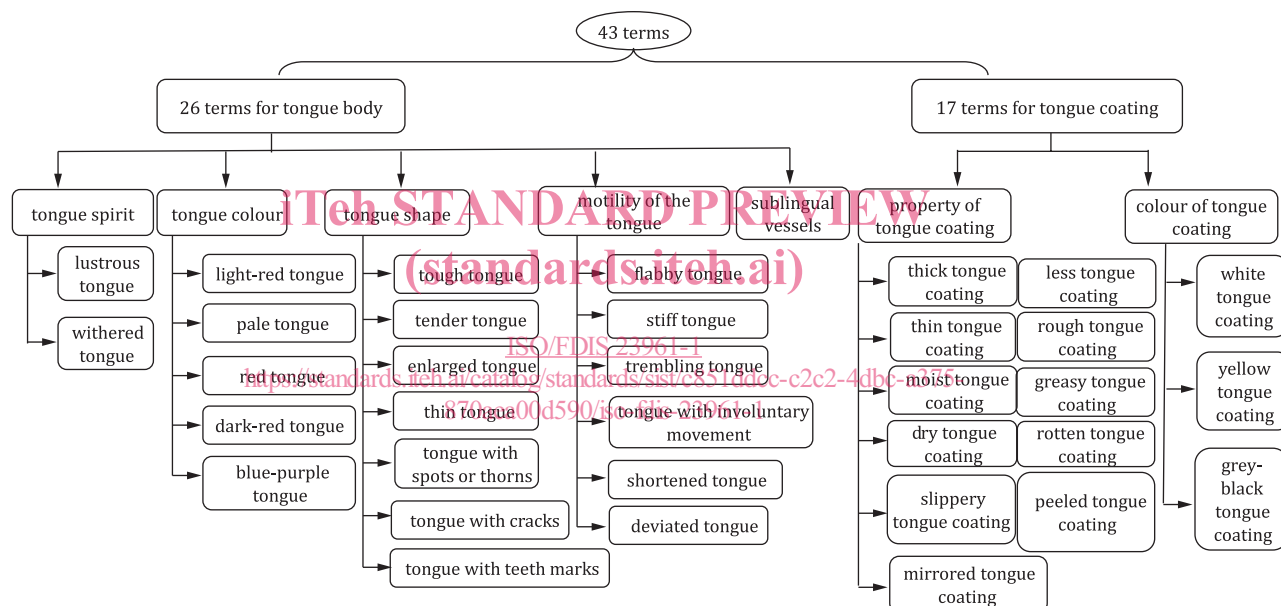 43 terms
26 terms for tongue body
17 terms for tongue coating
tongue spirit
lustrous
tongue
withered
tongue
tongue colour
light-red tongue
pale tongue
red tongue
dark-red tongue
blue-purple
tongue
tongue shape
tough tongue
tender tongue
enlarged tongue
thin tongue
tongue with
spots or thorns
tongue with cracks
tongue with teeth marks
motility of the
tongue
flabby tongue
stiff tongue
trembling tongue
tongue with involuntary
movement
shortened tongue
deviated tongue
sublingual
vessels
property of
tongue coating
thick tongue
coating
thin tongue
coating
moist tongue
coating
dry tongue
coating
slippery
tongue coating
mirrored tongue
coating
less tongue
coating
rough tongue
coating
greasy tongue
coating
rotten tongue
coating
peeled tongue
coating
colour of tongue
coating
white
tongue
coating
yellow
tongue
coating
grey-
black
tongue
coating
iTeh STANDARD PREVIEW
(standards.iteh.ai)
ISO/FDIS 23961-1